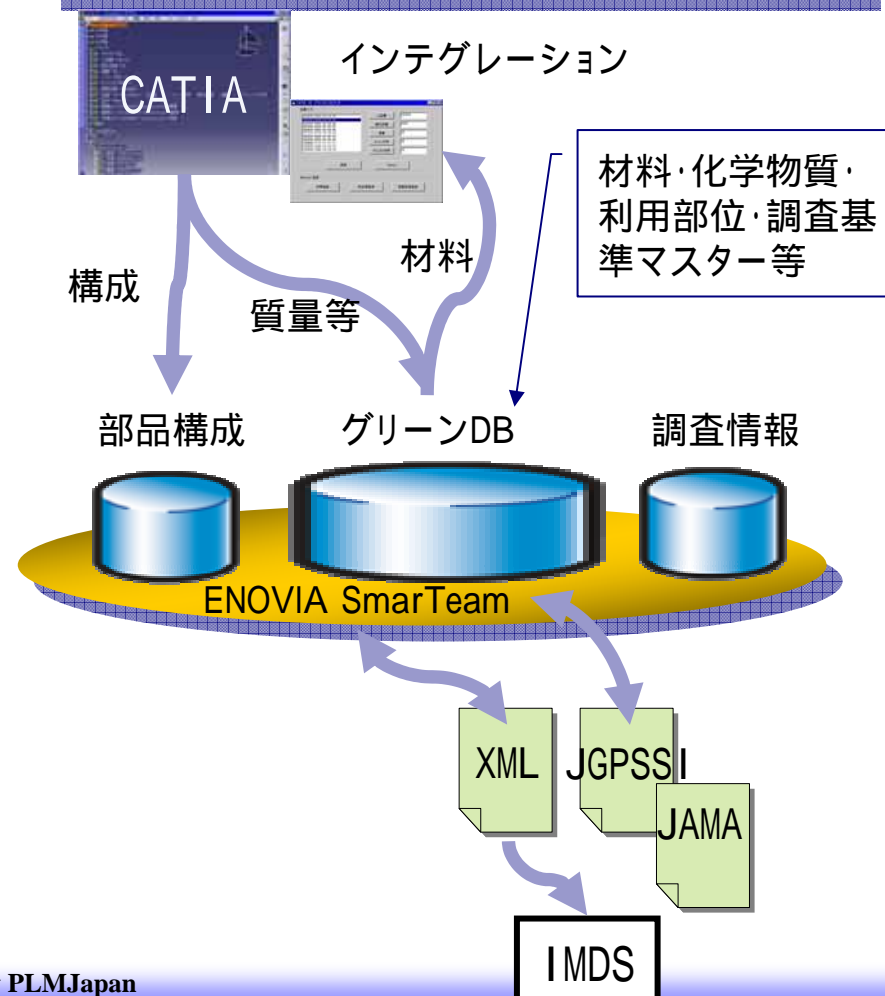 インテグレーション
CATIA
材料・化学物質・
利用部位・調査基
準マスター等
材料
構成
質量等
部品構成
グリーンDB
調査情報
ENOVIA SmarTeam
XML
JGPSSI
JAMA
IMDS
PLMJapan